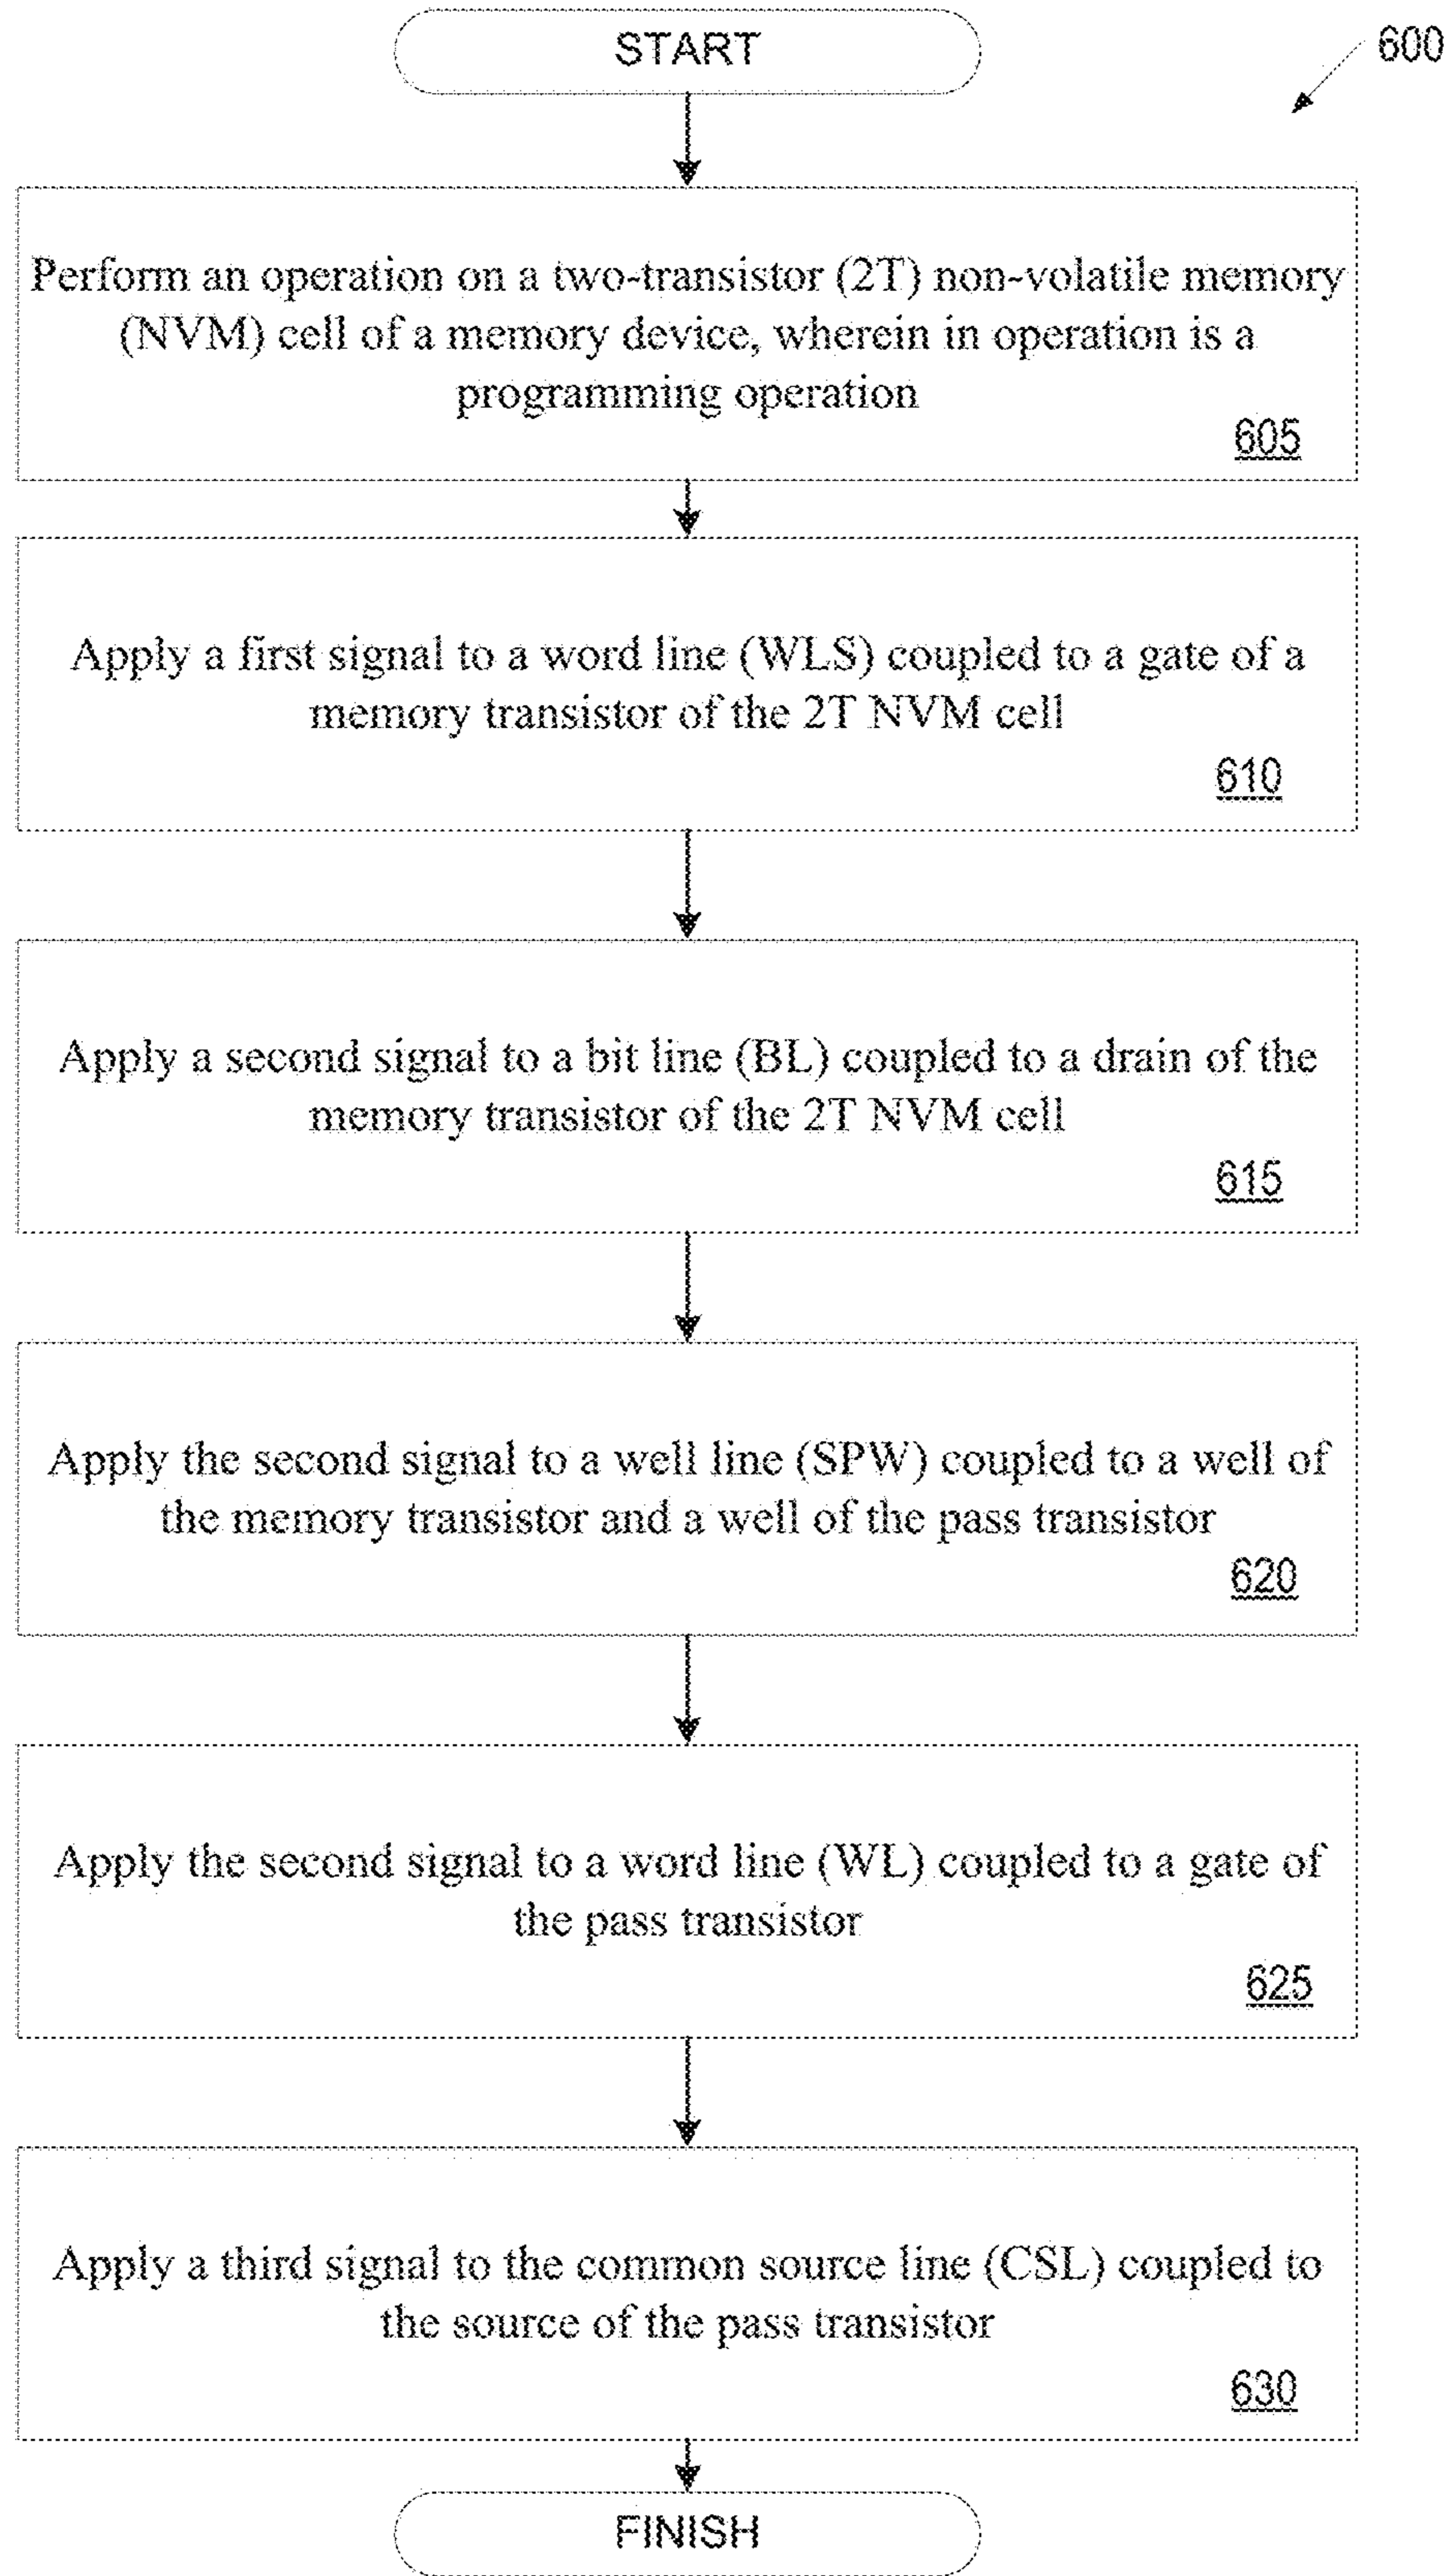 START
600
Perform an operation on a two-transistor (2T) non-volatile memory
(NVM) cell of a memory device, wherein in operation is a
programming operation
605
Apply a first signal to a word line (WLS) coupled to a gate of a
memory transistor of the 2T NVM cell
610
Apply a second signal to a bit line (BL) coupled to a drain of the
memory transistor of the 2T NVM cell
615
Apply the second signal to a well line (SPW) coupled to a well of
the memory transistor and a well of the pass transistor
620
Apply the second signal to a word line (WL) coupled to a gate of
the pass transistor
625
Apply a third signal to the common source line (CSL) coupled to
the source of the pass transistor
630
FINISH